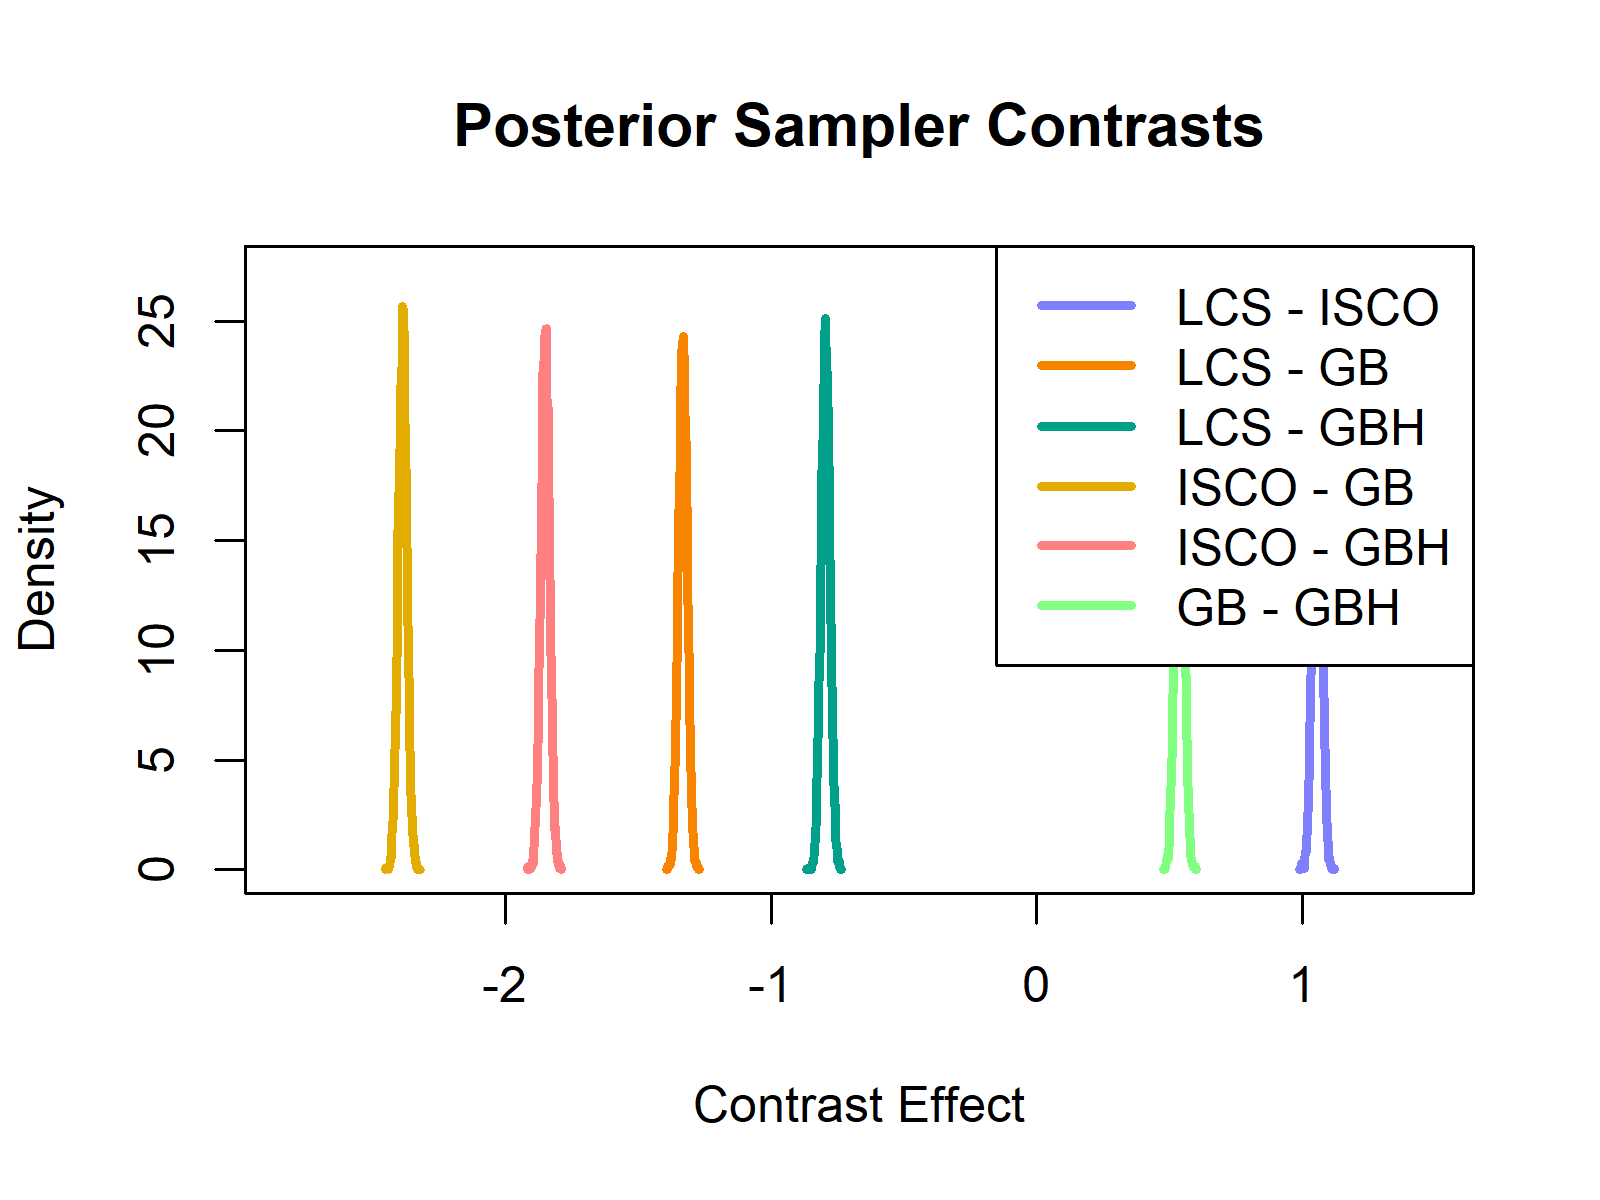 Posterior Sampler Contrasts
LCS - ISCO
LCS - GB
LCS - GBH
ISCO - GB
ISCO - GBH
GB - GBH
Density
25
20
15
10
5
0
-2 -1 0 1
Contrast Effect